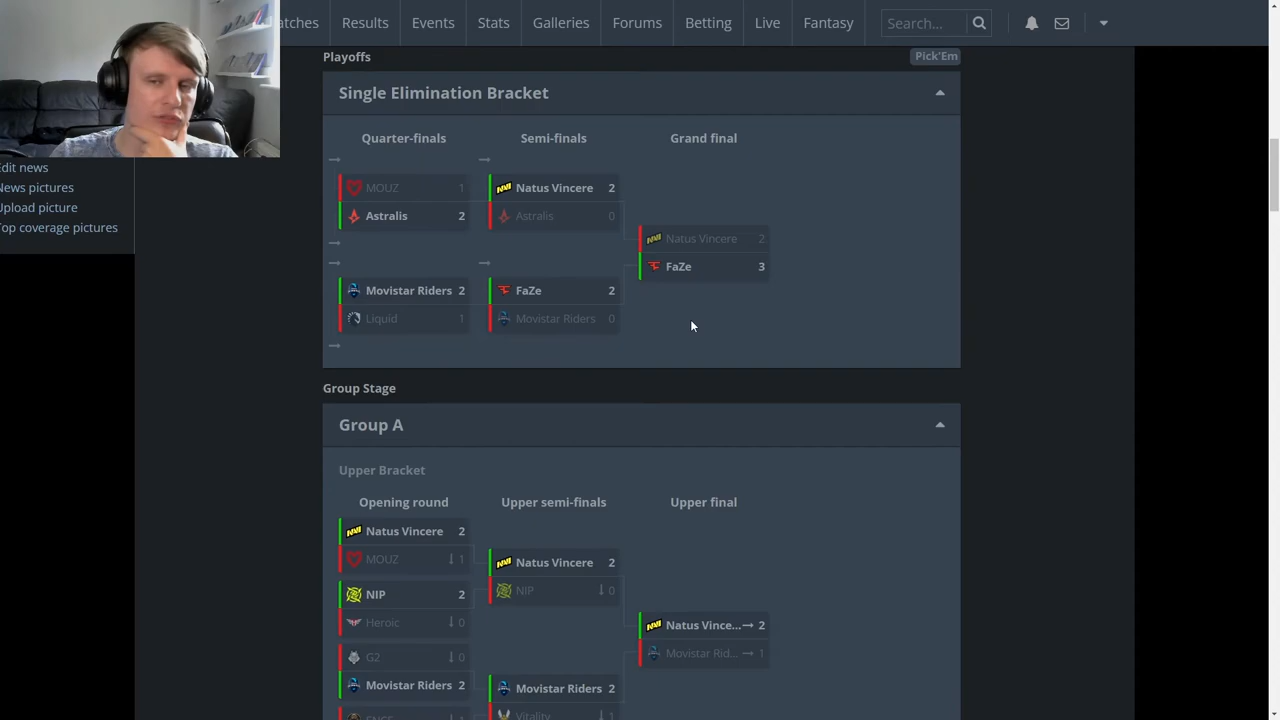 atches Results Events Stats Galleries Forums Betting Live Fantasy Search...
Edit news
News pictures
Upload picture
Top coverage pictures
Playoffs Pick'Em
Single Elimination Bracket
Quarter-finals Semi-finals Grand final
MOUZ 1
Astralis 2
Movistar Riders 2
Liquid 1
Natus Vincere 2
Astralis 0
FaZe 2
Movistar Riders 0
Natus Vincere 2
FaZe 3
Group Stage
Group A
Upper Bracket
Opening round Upper semi-finals Upper final
Natus Vincere 2
MOUZ 1
NIP 2
Heroic 0
G2 0
Movistar Riders 2
Natus Vincere 2
NIP 0
Movistar Riders 2
Vitality 1
Natus Vince... 2
Movistar Rid... 1